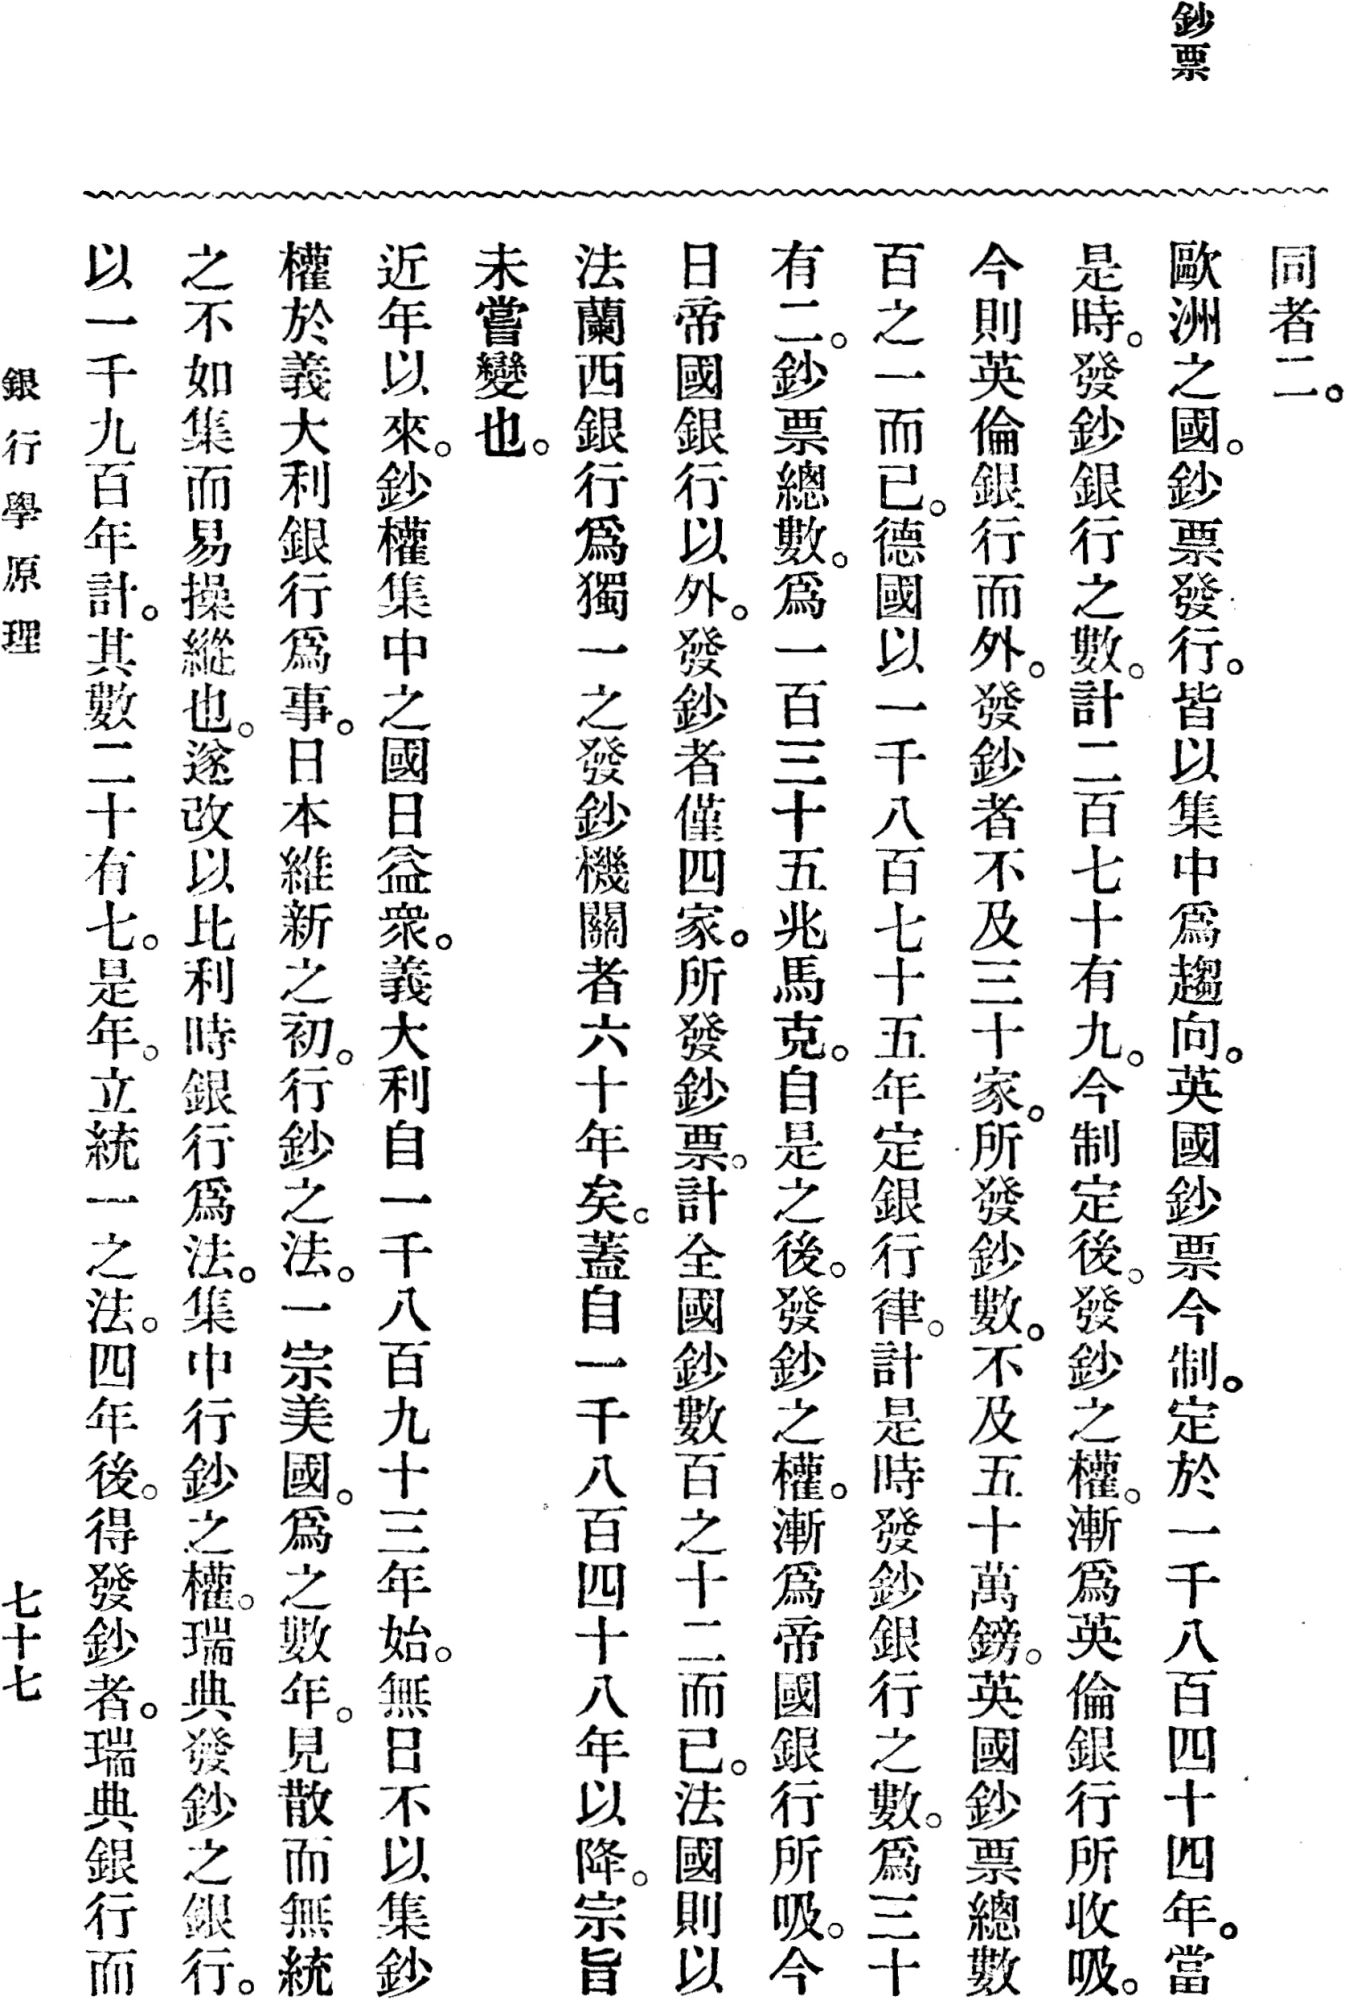 鈔票
同者二。
歐洲之國。鈔票發行。皆以集中爲趨向。英國鈔票今制。定於一千八百四十四年。當
是時。發鈔銀行之數。計二百七十有九。今制定後。發鈔之權。漸爲英倫銀行所收吸。
今則英倫銀行而外。發鈔者不及三十家。所發鈔數。不及五十萬鎊。英國鈔票總數
百之一而已。德國以一千八百七十五年定銀行律。計是時發鈔銀行之數。爲三十
有二。鈔票總數。爲一百三十五兆馬克。自是之後。發鈔之權。漸爲帝國銀行所吸。今
日帝國銀行以外。發鈔者僅四家。所發鈔票。計全國鈔數百之十二而已。法國則以
法蘭西銀行爲獨一之發鈔機關者六十年矣。蓋自一千八百四十八年以降。宗旨
未嘗變也。
近年以來。鈔權集中之國日益衆。義大利自一千八百九十三年始。無日不以集鈔
權於義大利銀行爲事。日本維新之初。行鈔之法。一宗美國。爲之數年。見散而無統
之不如集而易操縱也。遂改以比利時銀行爲法。集中行鈔之權。瑞典發鈔之銀行。
以一千九百年計。其數二十有七。是年。立統一之法。四年後。得發鈔者。瑞典銀行而
銀行學原理
七十七